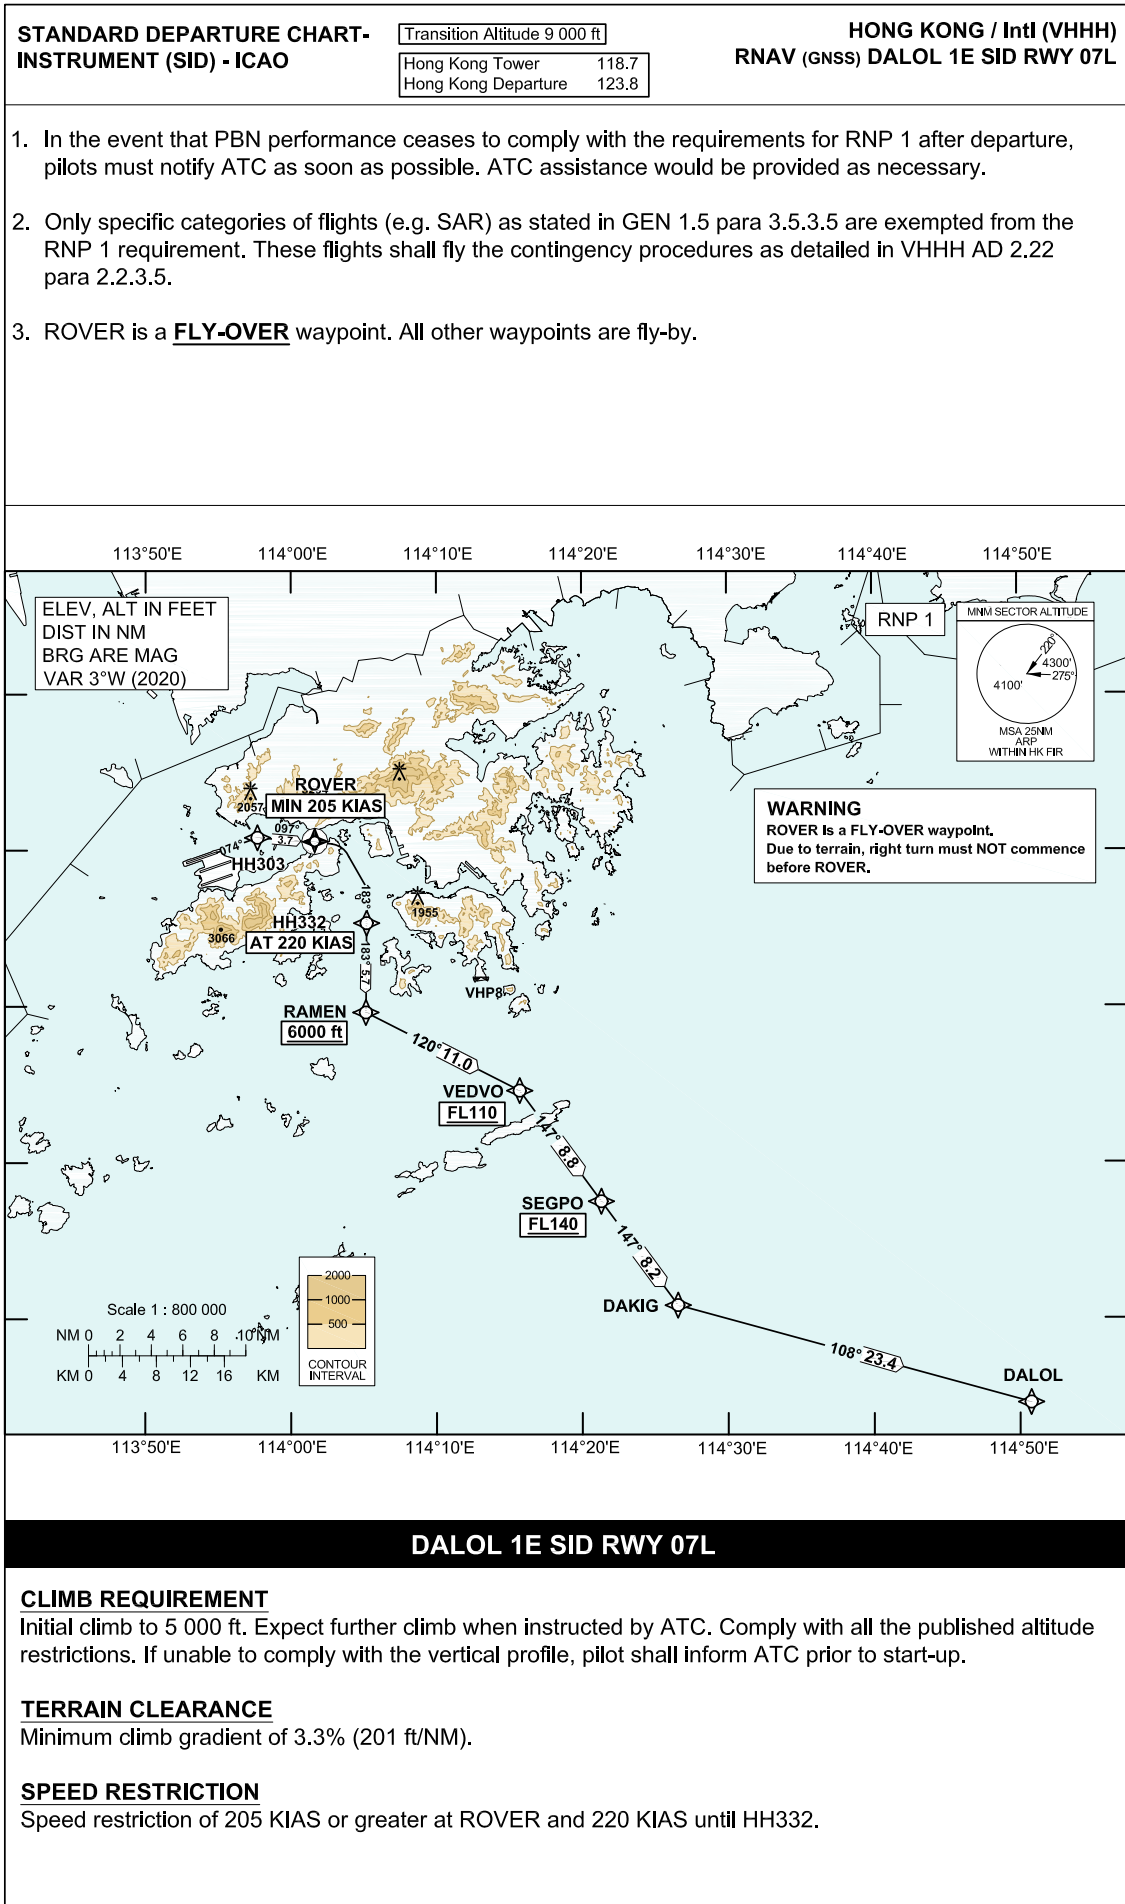 STANDARD DEPARTURE CHART-
INSTRUMENT (SID) - ICAO
Transition Altitude 9 000 ft
Hong Kong Tower 118.7
Hong Kong Departure 123.8
HONG KONG / Intl (VHHH)
RNAV (GNSS) DALOL 1E SID RWY 07L
1. In the event that PBN performance ceases to comply with the requirements for RNP 1 after departure,
pilots must notify ATC as soon as possible. ATC assistance would be provided as necessary.
2. Only specific categories of flights (e.g. SAR) as stated in GEN 1.5 para 3.5.3.5 are exempted from the
RNP 1 requirement. These flights shall fly the contingency procedures as detailed in VHHH AD 2.22
para 2.2.3.5.
3. ROVER is a FLY-OVER waypoint. All other waypoints are fly-by.
113°50'E 114°00'E 114°10'E 114°20'E 114°30'E 114°40'E 114°50'E
ELEV, ALT IN FEET
DIST IN NM
BRG ARE MAG
VAR 3°W (2020)
RNP 1
MNM SECTOR ALTITUDE
220°
4300'
275°
4100'
MSA 25NM
ARP
WITHIN HK FIR
ROVER
MIN 205 KIAS
2057
097°
3.7
074°
HH303
WARNING
ROVER is a FLY-OVER waypoint.
Due to terrain, right turn must NOT commence
before ROVER.
183°
1955
HH332
AT 220 KIAS
3066
183°
5.7
VHP8
RAMEN
6000 ft
120° 11.0
VEDVO
FL110
147° 8.8
SEGPO
FL140
147° 8.2
DAKIG
108° 23.4
DALOL
2000
1000
500
CONTOUR
INTERVAL
Scale 1 : 800 000
NM 0 2 4 6 8 10 NM
KM 0 4 8 12 16 KM
113°50'E 114°00'E 114°10'E 114°20'E 114°30'E 114°40'E 114°50'E
DALOL 1E SID RWY 07L
CLIMB REQUIREMENT
Initial climb to 5 000 ft. Expect further climb when instructed by ATC. Comply with all the published altitude
restrictions. If unable to comply with the vertical profile, pilot shall inform ATC prior to start-up.
TERRAIN CLEARANCE
Minimum climb gradient of 3.3% (201 ft/NM).
SPEED RESTRICTION
Speed restriction of 205 KIAS or greater at ROVER and 220 KIAS until HH332.